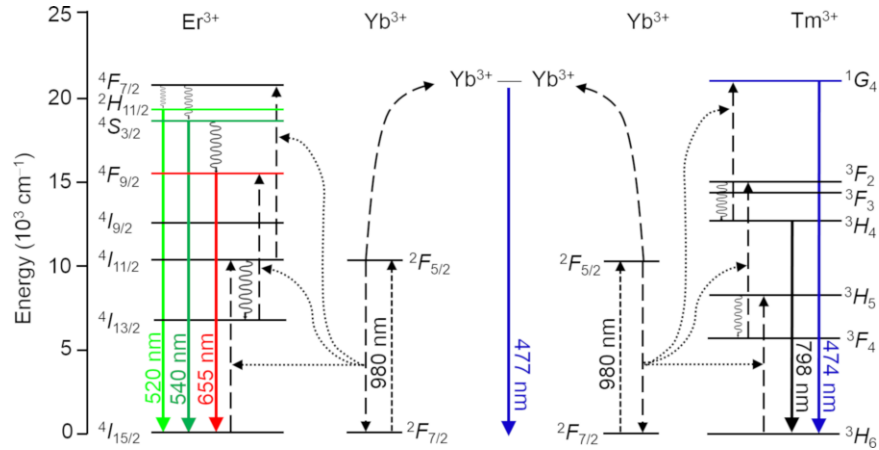 Er³⁺ Yb³⁺ Yb³⁺ Tm³⁺
Energy (10³ cm⁻¹)
25
20
15
10
5
0
⁴F₇/₂
²H₁₁/₂
⁴S₃/₂
⁴F₉/₂
⁴I₉/₂
⁴I₁₁/₂
⁴I₁₃/₂
⁴I₁₅/₂
520 nm
540 nm
655 nm
²F₅/₂
980 nm
²F₇/₂
Yb³⁺ Yb³⁺
477 nm
²F₅/₂
980 nm
²F₇/₂
¹G₄
³F₂
³F₃
³H₄
³H₅
³F₄
³H₆
798 nm
474 nm